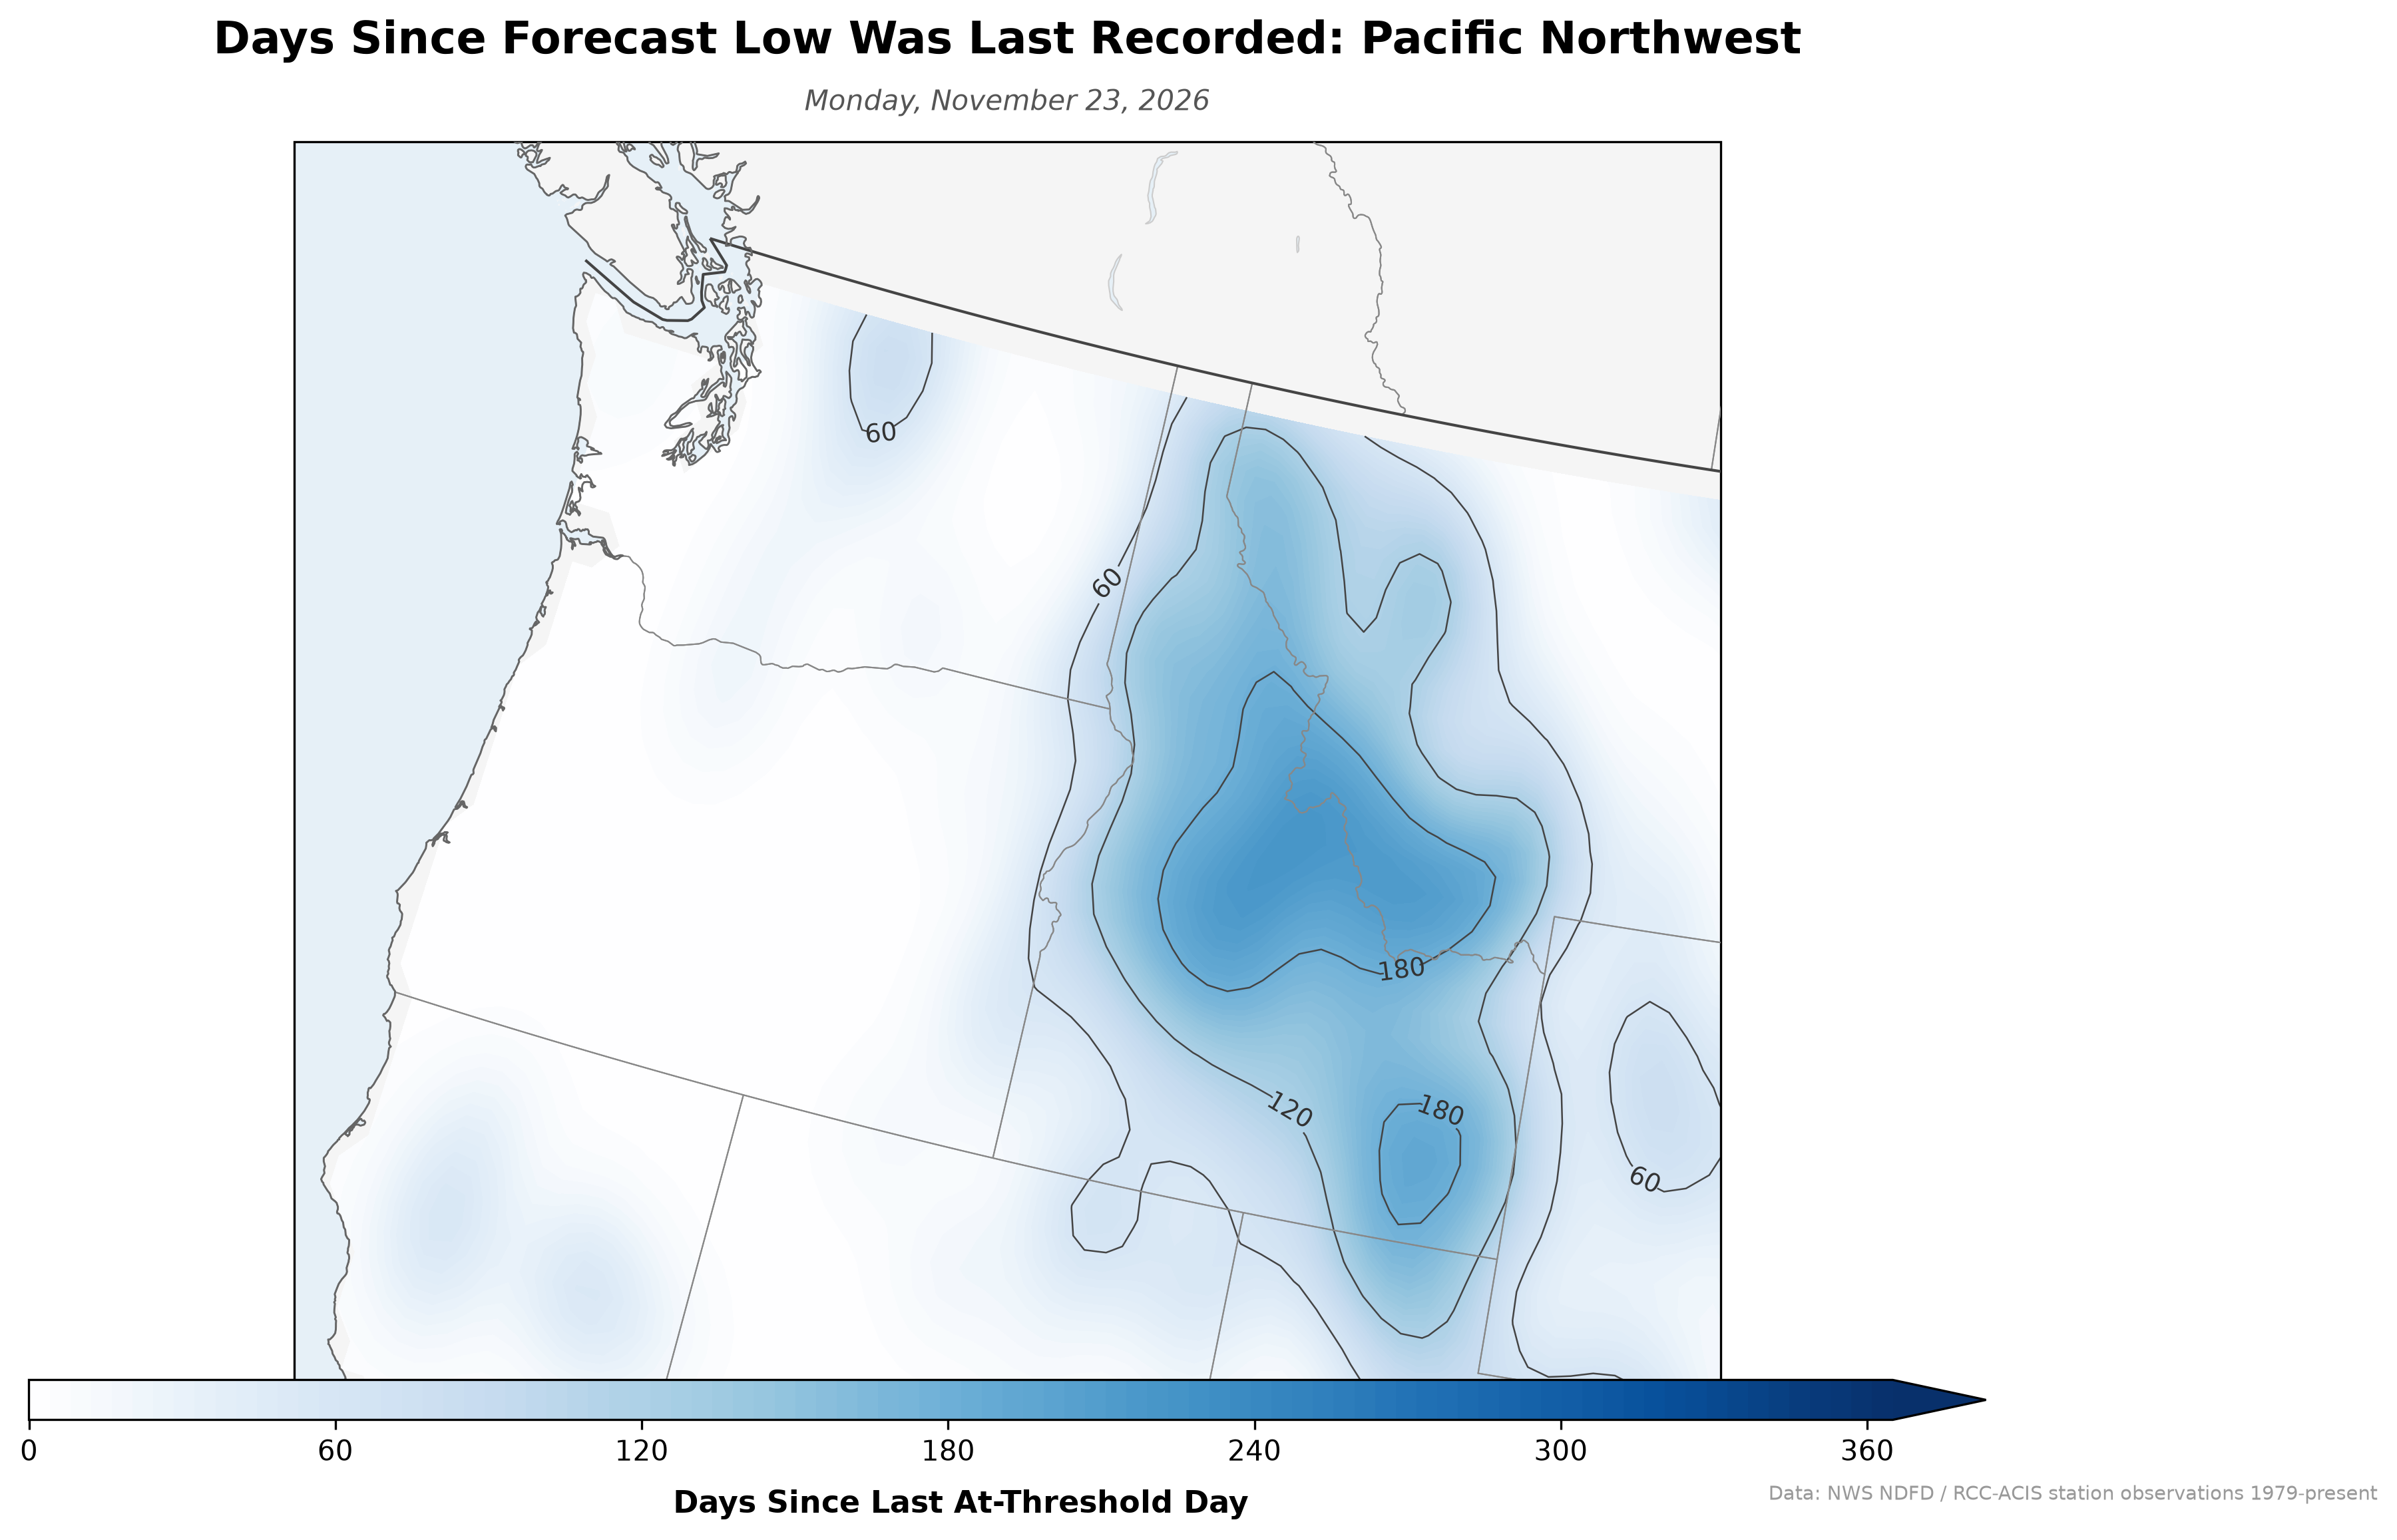 Days Since Forecast Low Was Last Recorded: Pacific Northwest
Monday, November 23, 2026
60
60
180
120
180
60
0 60 120 180 240 300 360
Days Since Last At-Threshold Day
Data: NWS NDFD / RCC-ACIS station observations 1979-present